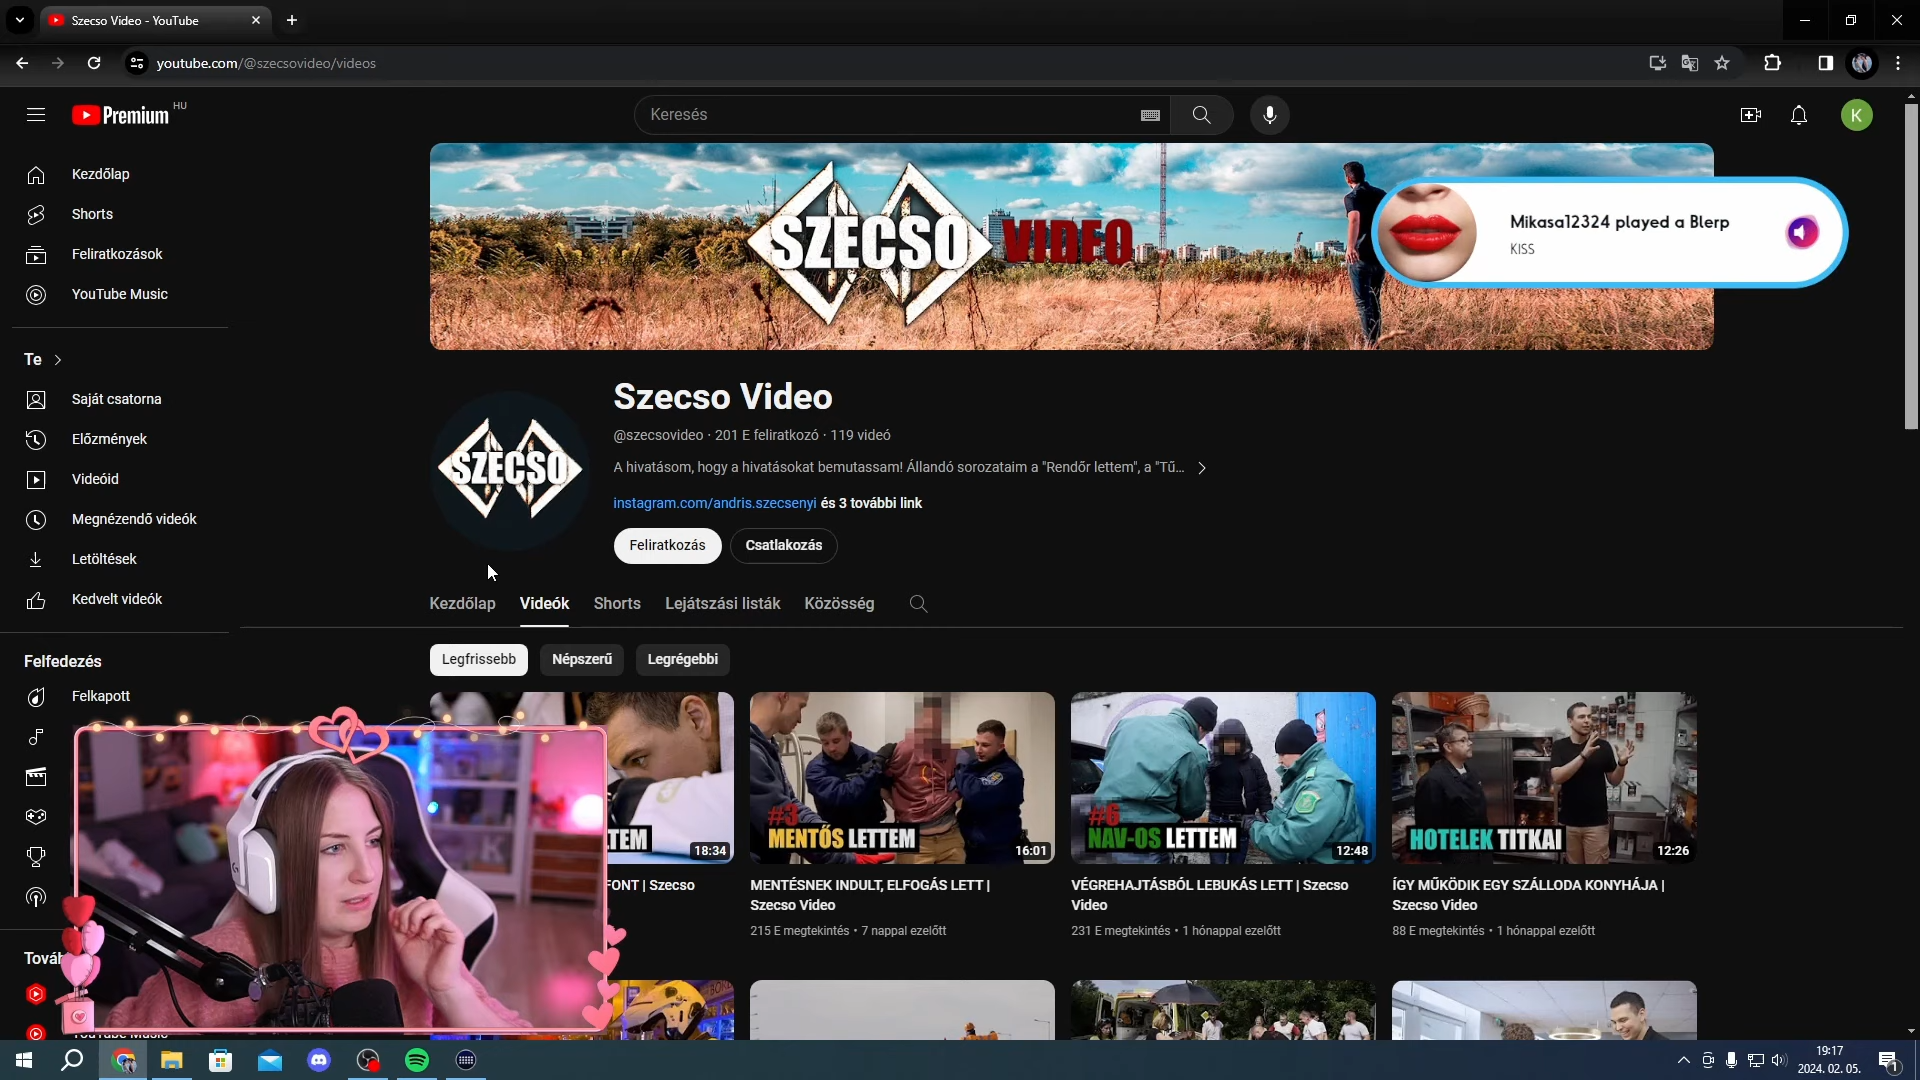 Szecso Video - YouTube
youtube.com/@szecsovideo/videos
Premium HU
Keresés
K
Kezdőlap
Shorts
Feliratkozások
YouTube Music
Te
Saját csatorna
Előzmények
Videóid
Megnézendő videók
Letöltések
Kedvelt videók
Felfedezés
Felkapott
SZECSO VIDEO
Mikasa12324 played a Blerp
KISS
SZECSO
Szecso Video
@szecsovideo · 201 E feliratkozó · 119 videó
A hivatásom, hogy a hivatásokat bemutassam! Állandó sorozataim a "Rendőr lettem", a "Tű...
instagram.com/andris.szecsenyi és 3 további link
Feliratkozás
Csatlakozás
Kezdőlap
Videók
Shorts
Lejátszási listák
Közösség
Legfrissebb
Népszerű
Legrégebbi
TEM
18:34
FONT | Szecso
#3
MENTŐS LETTEM
16:01
MENTÉSNEK INDULT, ELFOGÁS LETT |
Szecso Video
215 E megtekintés • 7 nappal ezelőtt
#6
NAV-OS LETTEM
12:48
VÉGREHAJTÁSBÓL LEBUKÁS LETT | Szecso
Video
231 E megtekintés • 1 hónappal ezelőtt
HOTELEK TITKAI
12:26
ÍGY MŰKÖDIK EGY SZÁLLODA KONYHÁJA |
Szecso Video
88 E megtekintés • 1 hónappal ezelőtt
Továb
YouTube Music
19:17
2024. 02. 05.
1